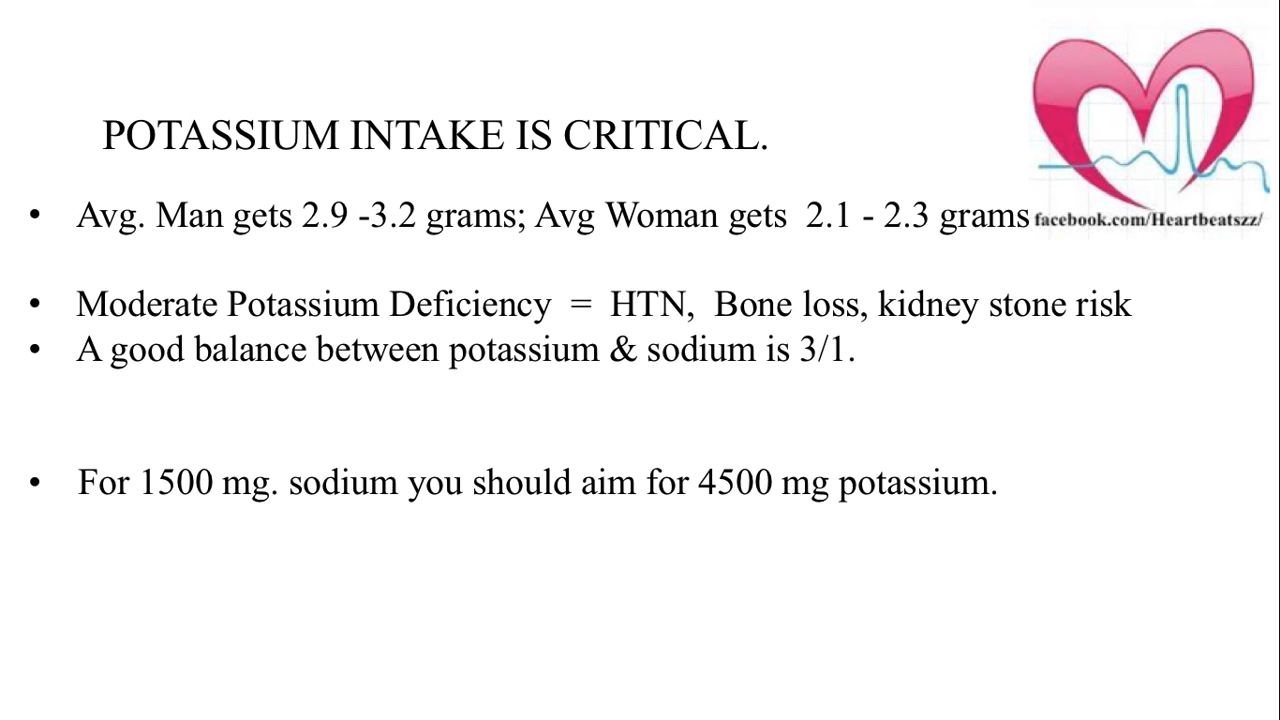 POTASSIUM INTAKE IS CRITICAL.
• Avg. Man gets 2.9 -3.2 grams; Avg Woman gets  2.1 - 2.3 grams
facebook.com/Heartbeatszz/
• Moderate Potassium Deficiency  =  HTN,  Bone loss, kidney stone risk
• A good balance between potassium & sodium is 3/1.
• For 1500 mg. sodium you should aim for 4500 mg potassium.